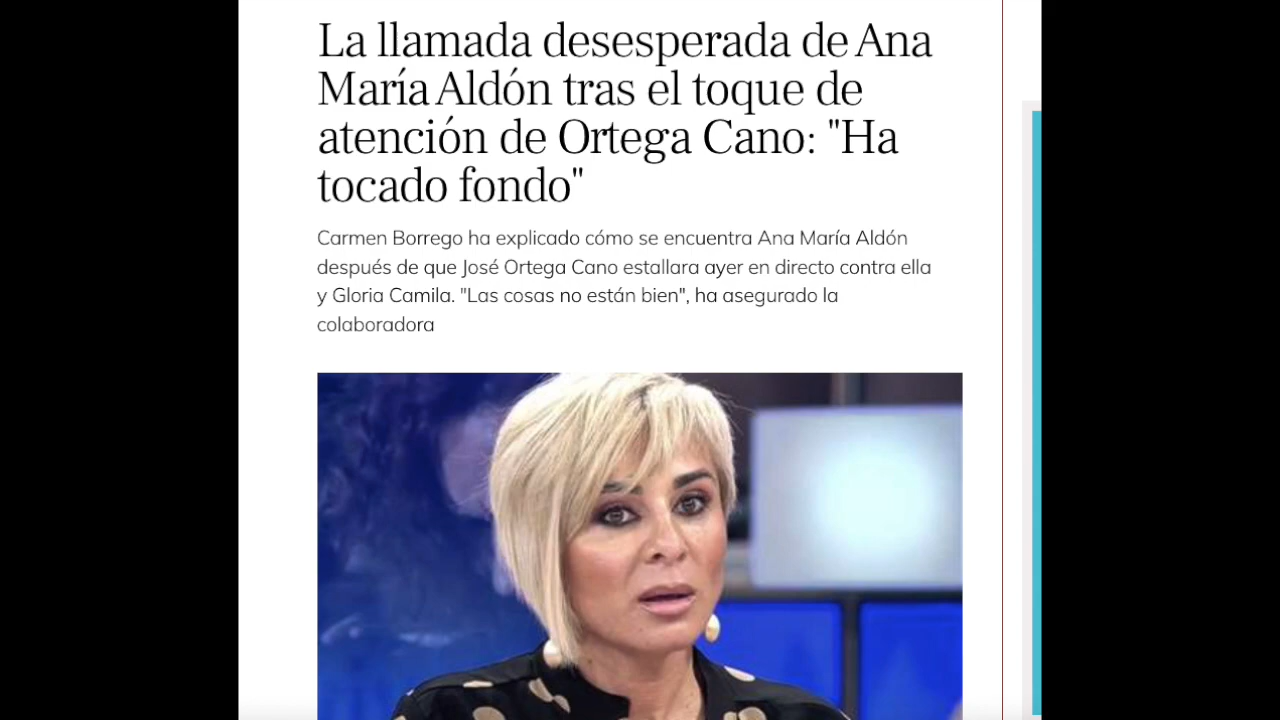 La llamada desesperada de Ana
María Aldón tras el toque de
atención de Ortega Cano: "Ha
tocado fondo"
Carmen Borrego ha explicado cómo se encuentra Ana María Aldón
después de que José Ortega Cano estallara ayer en directo contra ella
y Gloria Camila. "Las cosas no están bien", ha asegurado la
colaboradora